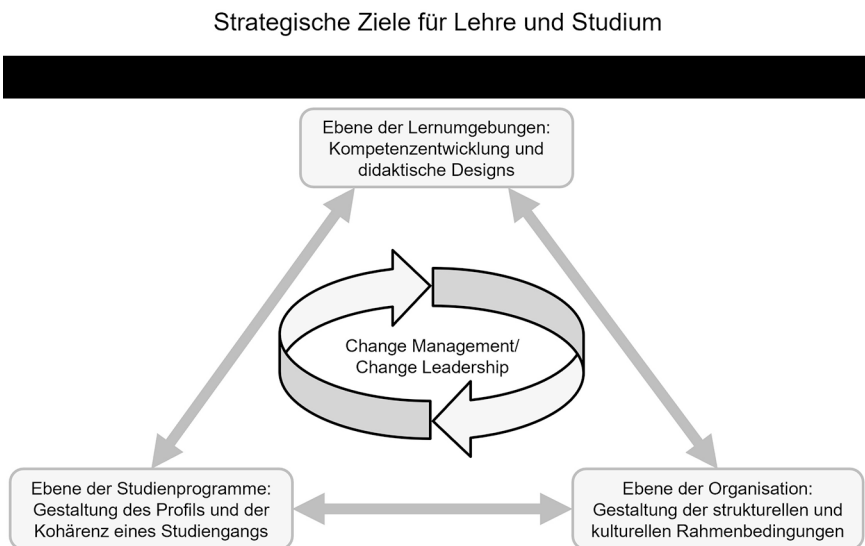 Strategische Ziele für Lehre und Studium
Ebene der Lernumgebungen:
Kompetenzentwicklung und
didaktische Designs
Change Management/
Change Leadership
Ebene der Studienprogramme:
Gestaltung des Profils und der
Kohärenz eines Studiengangs
Ebene der Organisation:
Gestaltung der strukturellen und
kulturellen Rahmenbedingungen